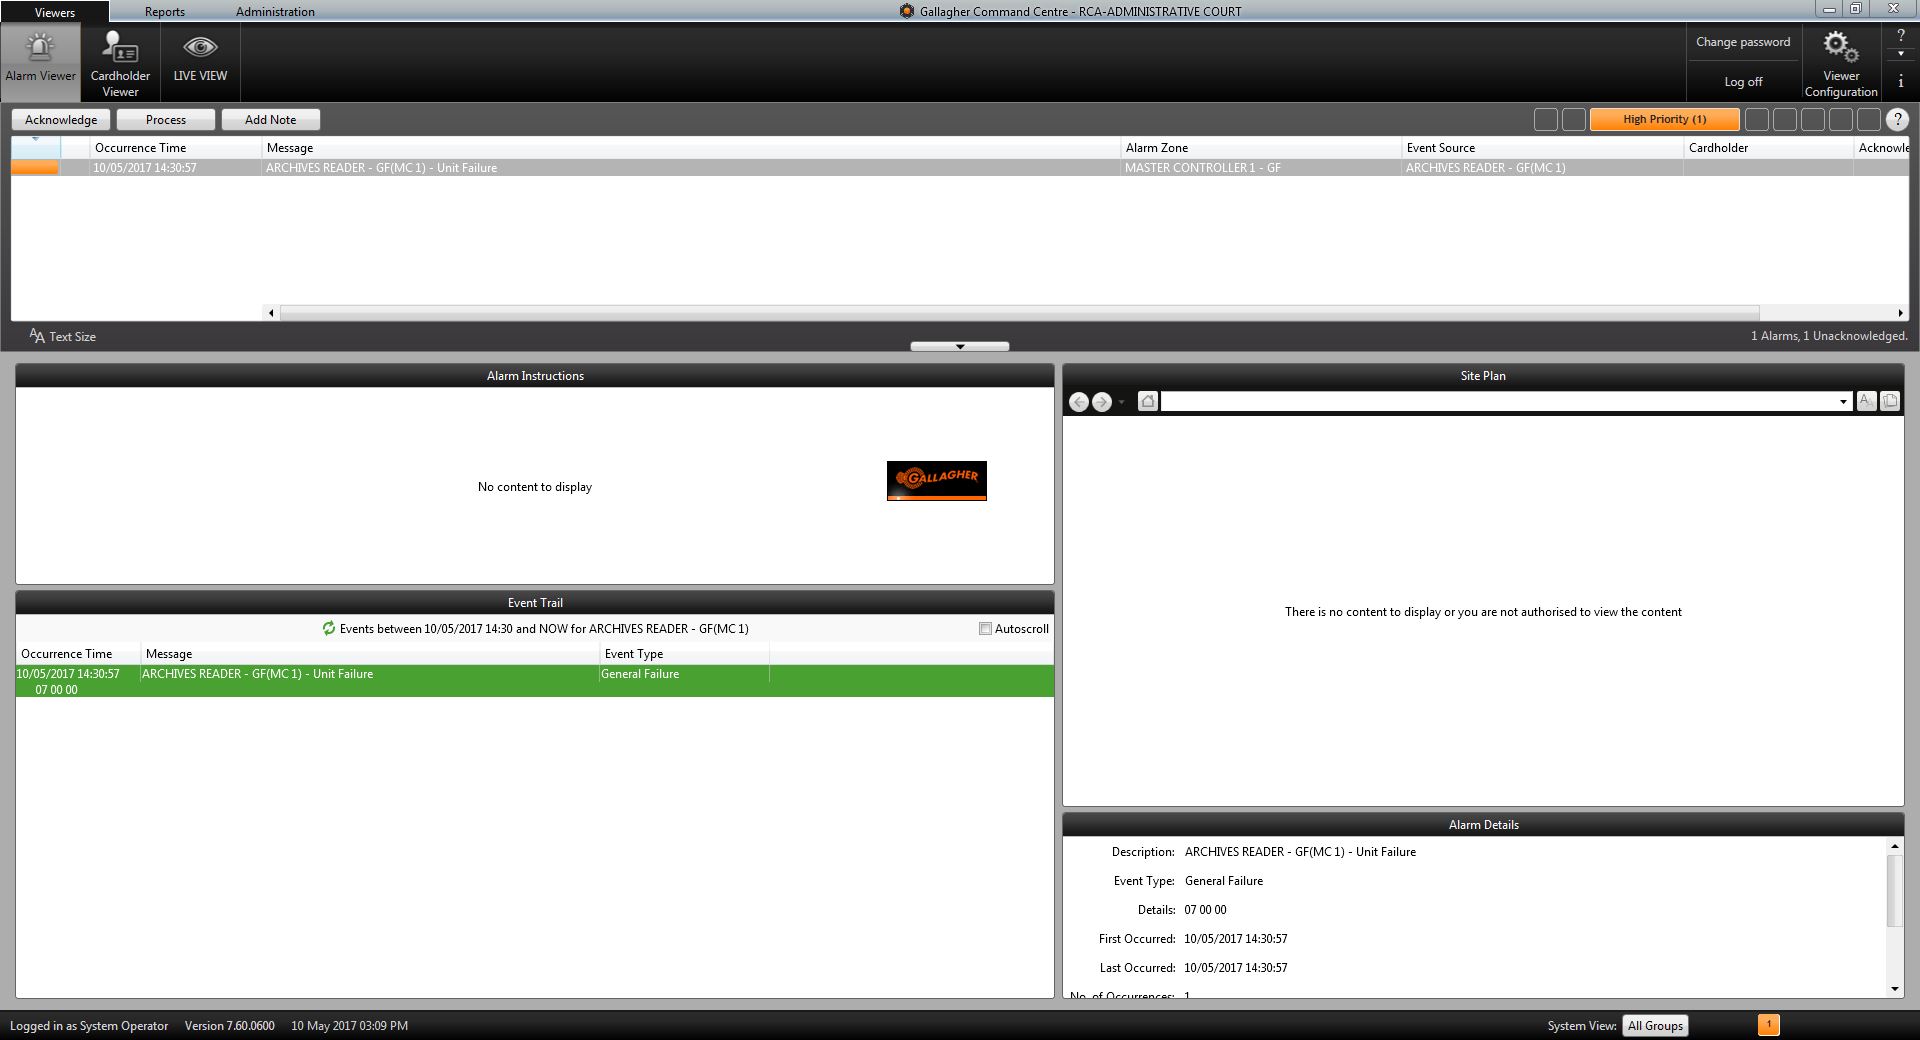 Viewers Reports Administration Gallagher Command Centre - RCA-ADMINISTRATIVE COURT
Alarm Viewer
Cardholder Viewer
LIVE VIEW
Change password
Log off
Viewer Configuration
?
i
Acknowledge Process Add Note High Priority (1) ?
Occurrence Time Message Alarm Zone Event Source Cardholder Acknowle
10/05/2017 14:30:57 ARCHIVES READER - GF(MC 1) - Unit Failure MASTER CONTROLLER 1 - GF ARCHIVES READER - GF(MC 1)
AA Text Size 1 Alarms, 1 Unacknowledged.
Alarm Instructions
No content to display
GALLAGHER
Event Trail
Events between 10/05/2017 14:30 and NOW for ARCHIVES READER - GF(MC 1) Autoscroll
Occurrence Time Message Event Type
10/05/2017 14:30:57 ARCHIVES READER - GF(MC 1) - Unit Failure General Failure
07 00 00
Site Plan
AA
There is no content to display or you are not authorised to view the content
Alarm Details
Description: ARCHIVES READER - GF(MC 1) - Unit Failure
Event Type: General Failure
Details: 07 00 00
First Occurred: 10/05/2017 14:30:57
Last Occurred: 10/05/2017 14:30:57
No. of Occurrences: 1
Logged in as System Operator Version 7.60.0600 10 May 2017 03:09 PM System View: All Groups 1